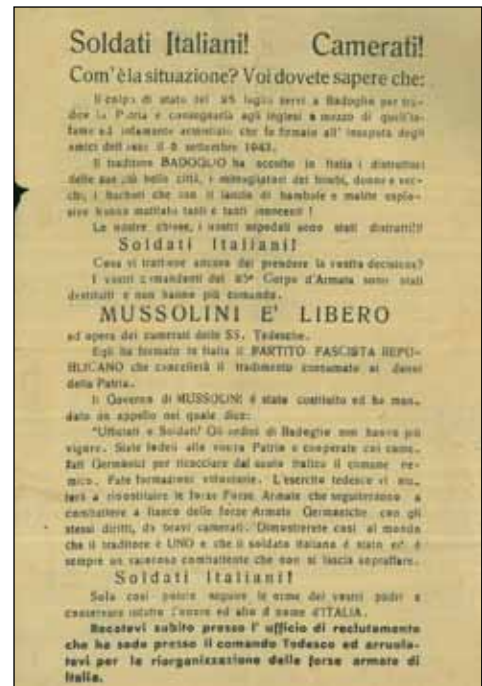 Soldati Italiani! Camerati!
Com'è la situazione? Voi dovete sapere che:
Il colpo di stato del 25 luglio servì a Badoglio per tra-
dire la Patria e consegnarla agli inglesi a mezzo di quell'in-
fame ed infamante armistizio che fu firmato all'insaputa degli
amici dell'asse il 8 settembre 1943.
Il traditore BADOGLIO ha accolto in Italia i distruttori
delle sue più belle città, i mitragliatori dei bimbi, donne e vec-
chi, i banditi che con il lancio di bambole e matite esplo-
sive hanno mutilato tanti e tanti innocenti!
Le nostre chiese, i nostri ospedali sono stati distrutti!!
Soldati Italiani!
Cosa vi trattiene ancora dal prendere la vostra decisione?
I vostri comandanti del 25° Corpo d'Armata sono stati
destituiti e non hanno più comando.
MUSSOLINI E' LIBERO
ad opera dei camerati delle SS. Tedesche.
Egli ha formato in Italia il PARTITO FASCISTA REPU-
BLICANO che cancellerà il tradimento consumato ai danni
della Patria.
Il Governo di MUSSOLINI è stato costituito ed ha man-
dato un appello nel quale dice:
"Ufficiali e Soldati! Gli ordini di Badoglio non hanno più
vigore. Siate fedeli alla vostra Patria e cooperate coi came-
rati Germanici per ricacciare dal suolo italico il comune ne-
mico. Fate formazioni volontarie. L'esercito tedesco vi aiu-
terà a ricostituire le forze Forze Armate che seguiteranno a
combattere a fianco delle forze Armate Germaniche con gli
stessi diritti, da bravi camerati. Dimostrerete così al mondo
che il traditore è UNO e che il soldato italiano è stato ed è
sempre un valoroso combattente che non si lascia sopraffare.
Soldati Italiani!
Solo così potete seguire le orme dei vostri padri e
conservare intatto l'onore ed alto il nome d'ITALIA.
Recatevi subito presso l'ufficio di reclutamento
che ha sede presso il comando Tedesco ed arruola-
tevi per la riorganizzazione delle forze armate di
Italia.